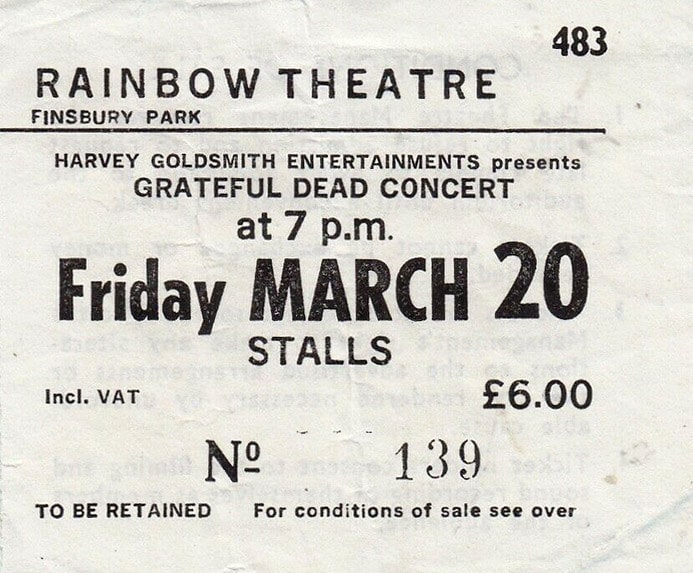 483
RAINBOW THEATRE
FINSBURY PARK
HARVEY GOLDSMITH ENTERTAINMENTS presents
GRATEFUL DEAD CONCERT
at 7 p.m.
Friday MARCH 20
STALLS
Incl. VAT £6.00
Nº 139
TO BE RETAINED For conditions of sale see over